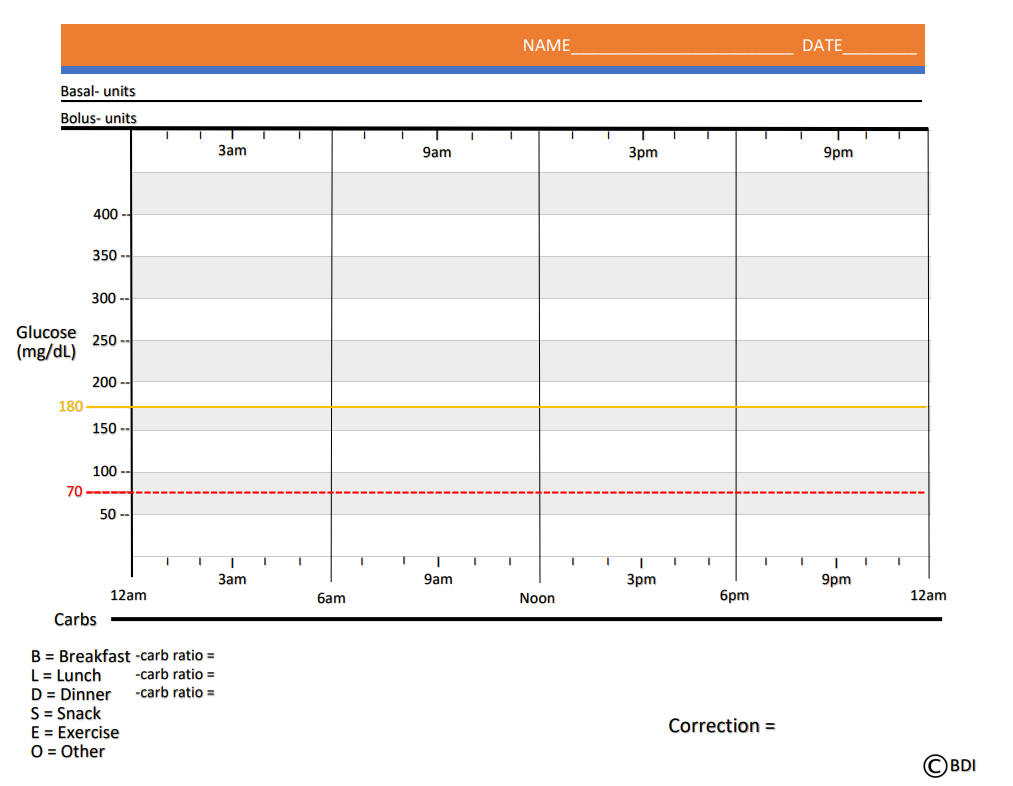 NAME_________________________ DATE________
Basal- units
Bolus- units
3am 9am 3pm 9pm
400 --
350 --
300 --
Glucose
(mg/dL)
250 --
200 --
180
150 --
100 --
70
50 --
3am 9am 3pm 9pm
12am 6am Noon 6pm 12am
Carbs
B = Breakfast -carb ratio =
L = Lunch -carb ratio =
D = Dinner -carb ratio =
S = Snack
E = Exercise
O = Other
Correction =
© BDI